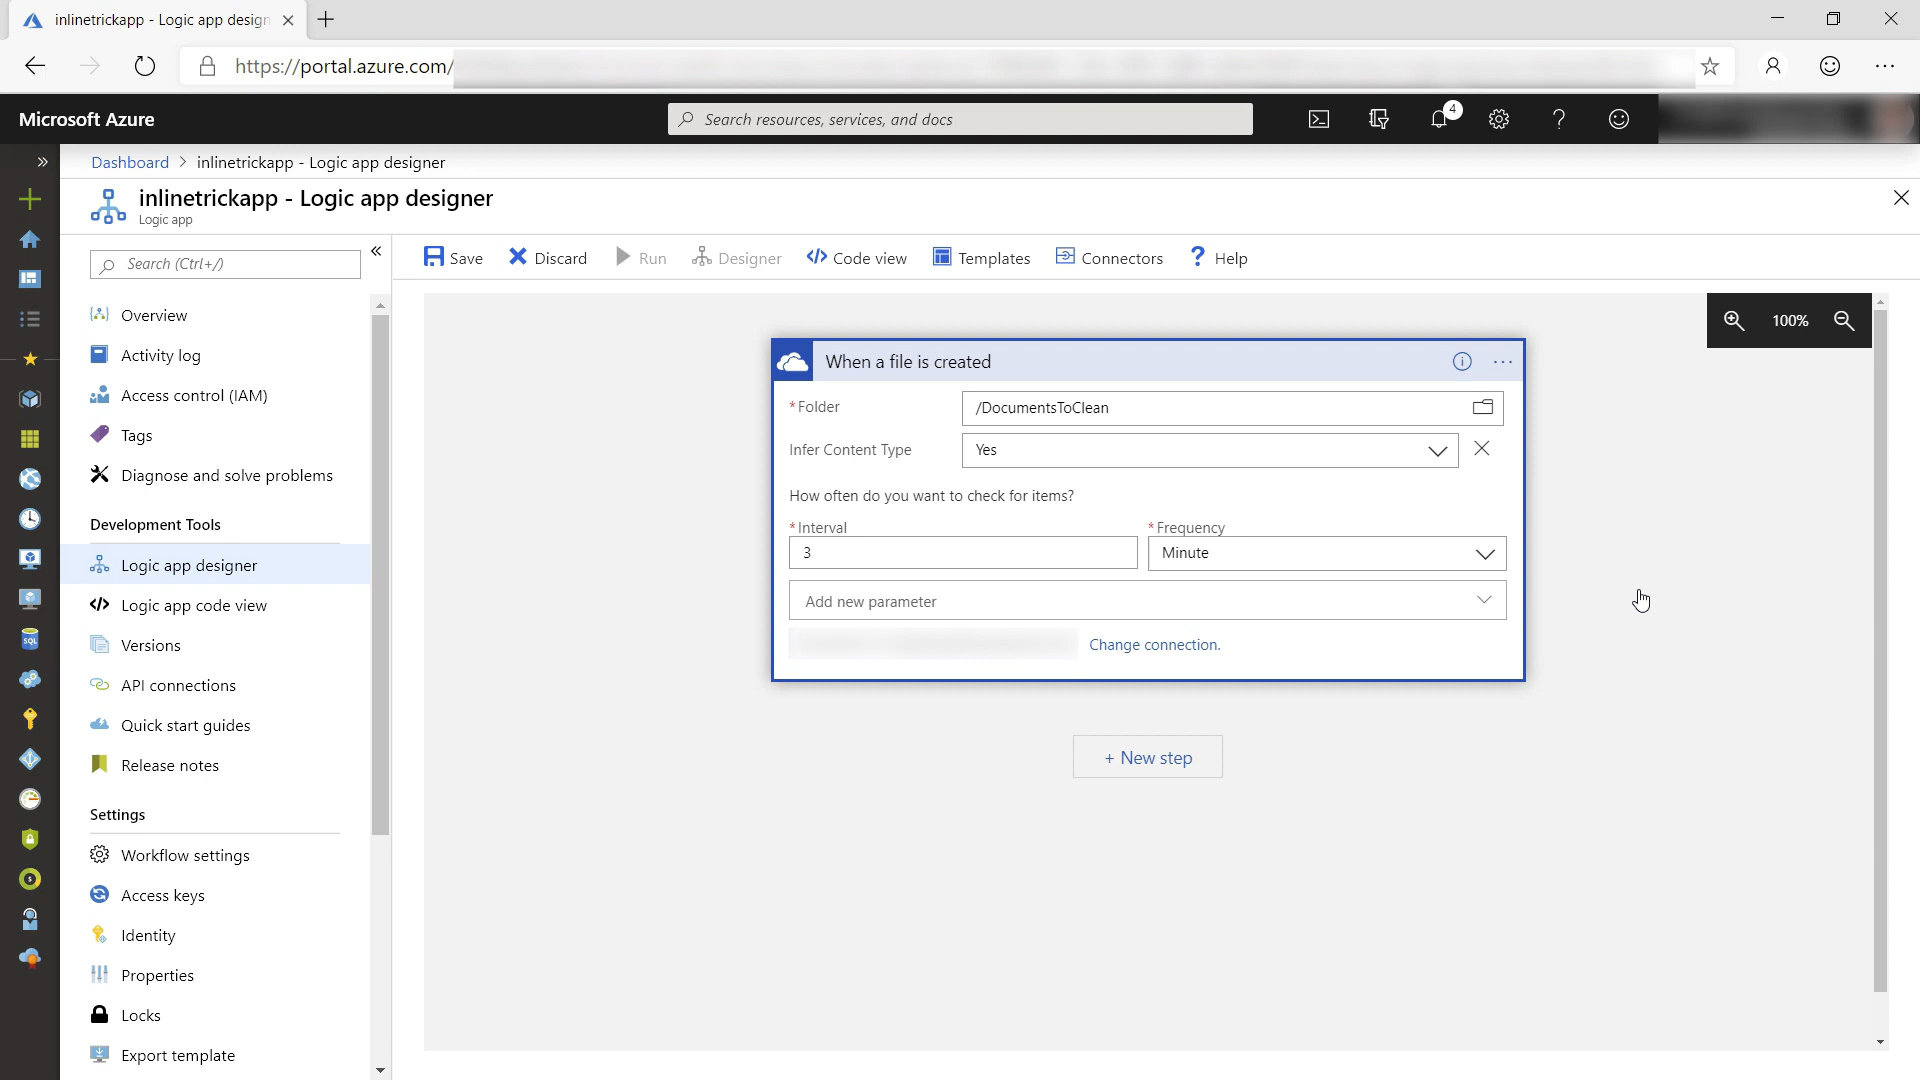 inlinetrickapp - Logic app desig
https://portal.azure.com/
Microsoft Azure
Search resources, services, and docs
4
Dashboard > inlinetrickapp - Logic app designer
inlinetrickapp - Logic app designer
Logic app
Search (Ctrl+/)
Overview
Activity log
Access control (IAM)
Tags
Diagnose and solve problems
Development Tools
Logic app designer
Logic app code view
Versions
API connections
Quick start guides
Release notes
Settings
Workflow settings
Access keys
Identity
Properties
Locks
Export template
Save Discard Run Designer Code view Templates Connectors Help
100%
When a file is created
* Folder /DocumentsToClean
Infer Content Type Yes
How often do you want to check for items?
* Interval * Frequency
3 Minute
Add new parameter
Change connection.
+ New step
SQL